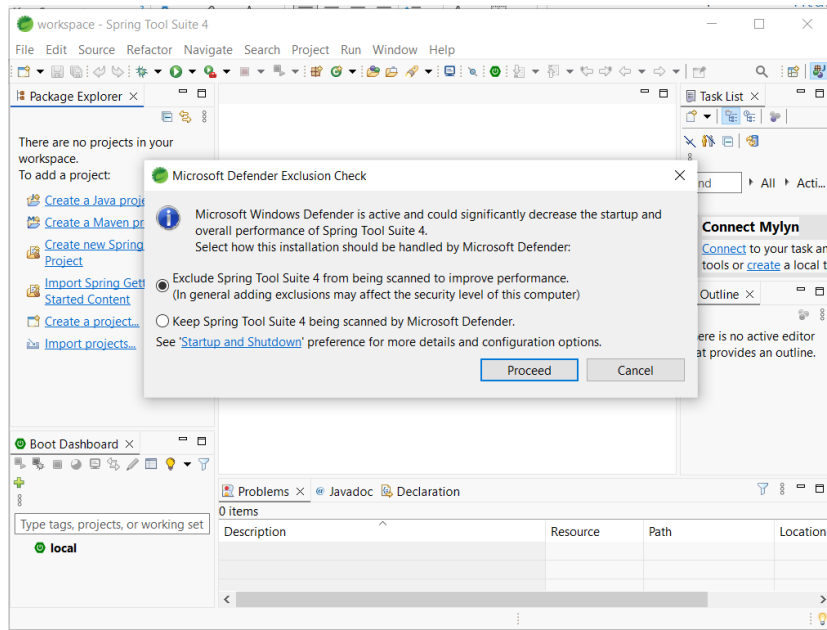 workspace - Spring Tool Suite 4
File Edit Source Refactor Navigate Search Project Run Window Help
Package Explorer
There are no projects in your
workspace.
To add a project:
Create a Java proje
Create a Maven pr
Create new Spring
Project
Import Spring Gett
Started Content
Create a project...
Import projects...
Microsoft Defender Exclusion Check
Microsoft Windows Defender is active and could significantly decrease the startup and
overall performance of Spring Tool Suite 4.
Select how this installation should be handled by Microsoft Defender:
Exclude Spring Tool Suite 4 from being scanned to improve performance.
(In general adding exclusions may affect the security level of this computer)
Keep Spring Tool Suite 4 being scanned by Microsoft Defender.
See 'Startup and Shutdown' preference for more details and configuration options.
Proceed Cancel
Task List
nd All Acti...
Connect Mylyn
Connect to your task an
tools or create a local t
Outline
ere is no active editor
at provides an outline.
Boot Dashboard
Type tags, projects, or working set
local
Problems @ Javadoc Declaration
0 items
Description Resource Path Location